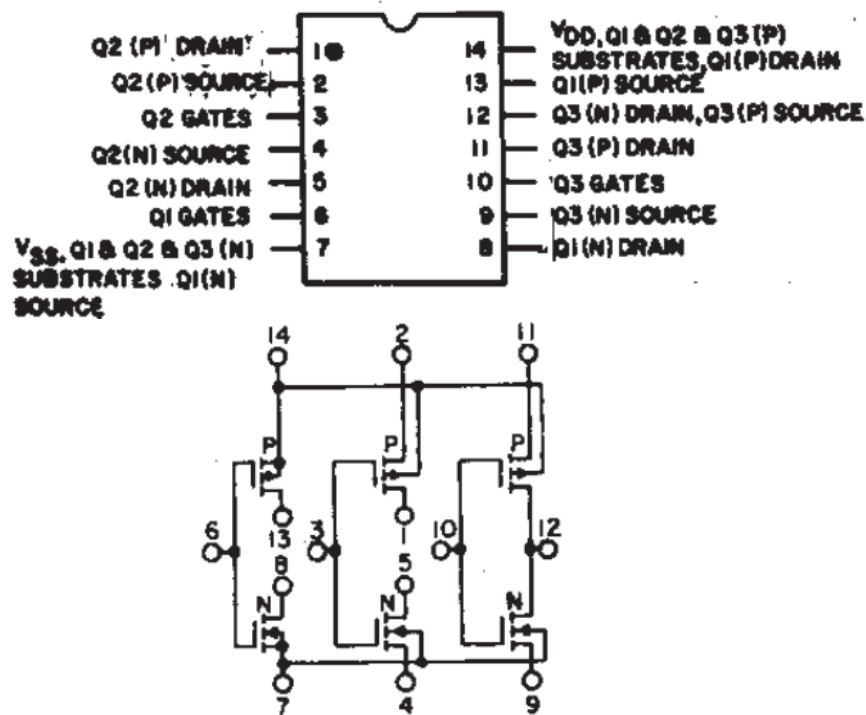 Q2 (P) DRAIN
Q2 (P) SOURCE
Q2 GATES
Q2(N) SOURCE
Q2(N) DRAIN
Q1 GATES
VSS, Q1 & Q2 & Q3 (N)
SUBSTRATES Q1(N)
SOURCE
1
2
3
4
5
6
7
14
13
12
11
10
9
8
VDD, Q1 & Q2 & Q3(P)
SUBSTRATES, Q1(P) DRAIN
Q1(P) SOURCE
Q3(N) DRAIN, Q3(P) SOURCE
Q3(P) DRAIN
Q3 GATES
Q3(N) SOURCE
Q1(N) DRAIN
14 2 11
P P P
6 13 3 1 10 12
8 5
N N N
7 4 9